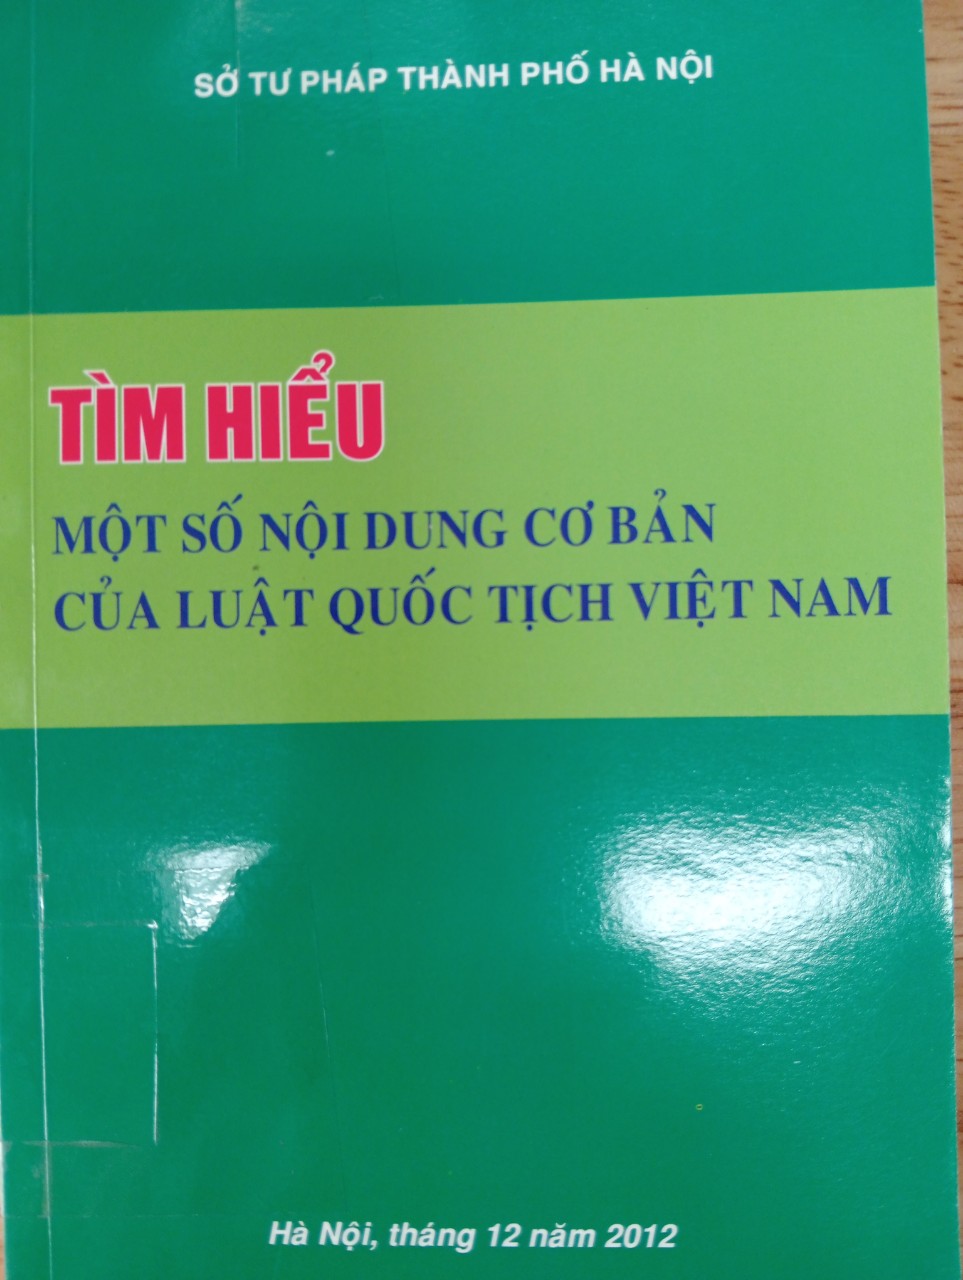 SỞ TƯ PHÁP THÀNH PHỐ HÀ NỘI
TÌM HIỂU
MỘT SỐ NỘI DUNG CƠ BẢN
CỦA LUẬT QUỐC TỊCH VIỆT NAM
Hà Nội, tháng 12 năm 2012